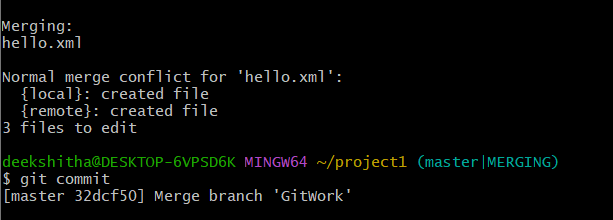 Merging:
hello.xml
Normal merge conflict for 'hello.xml':
{local}: created file
{remote}: created file
3 files to edit
deekshitha@DESKTOP-6VPSD6K MINGW64 ~/project1 (master|MERGING)
$ git commit
[master 32dcf50] Merge branch 'GitWork'